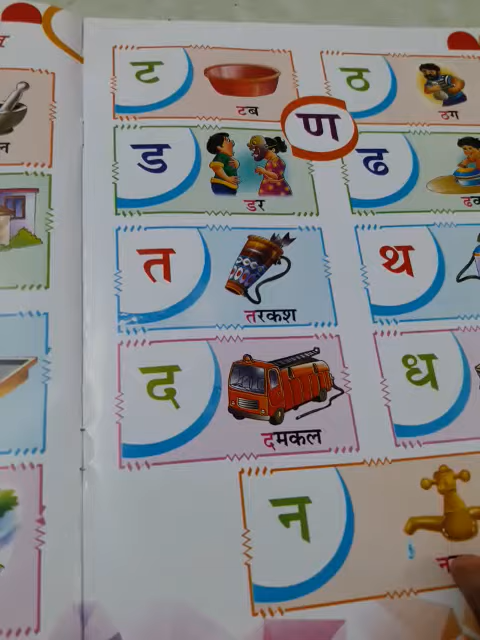 ट
टब
ठ
ठग
ण
ड
डर
ढ
त
तरकश
थ
द
दमकल
ध
न